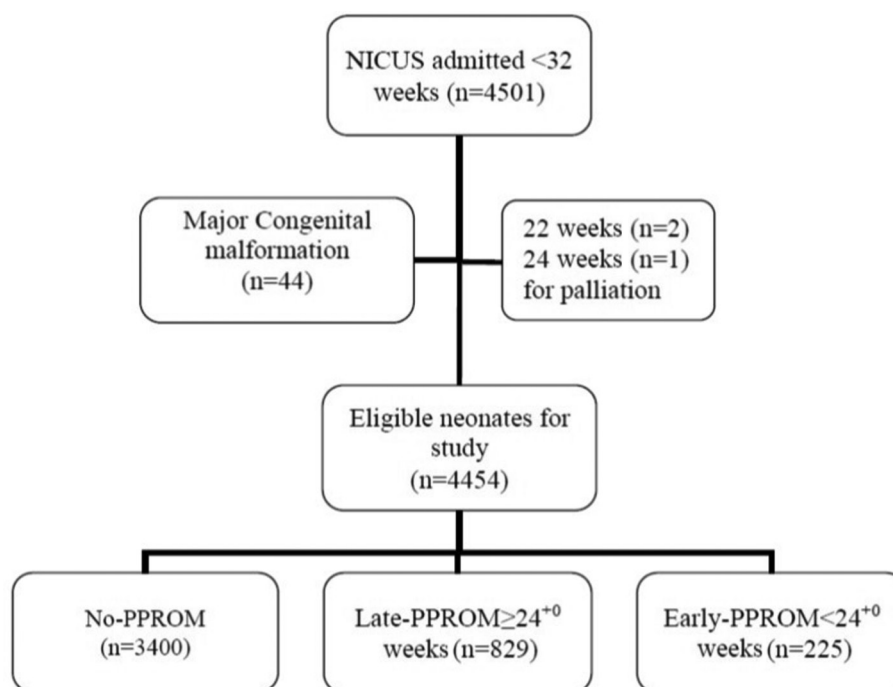 NICUS admitted <32
weeks (n=4501)
Major Congenital
malformation
(n=44)
22 weeks (n=2)
24 weeks (n=1)
for palliation
Eligible neonates for
study
(n=4454)
No-PPROM
(n=3400)
Late-PPROM≥24⁺⁰
weeks (n=829)
Early-PPROM<24⁺⁰
weeks (n=225)